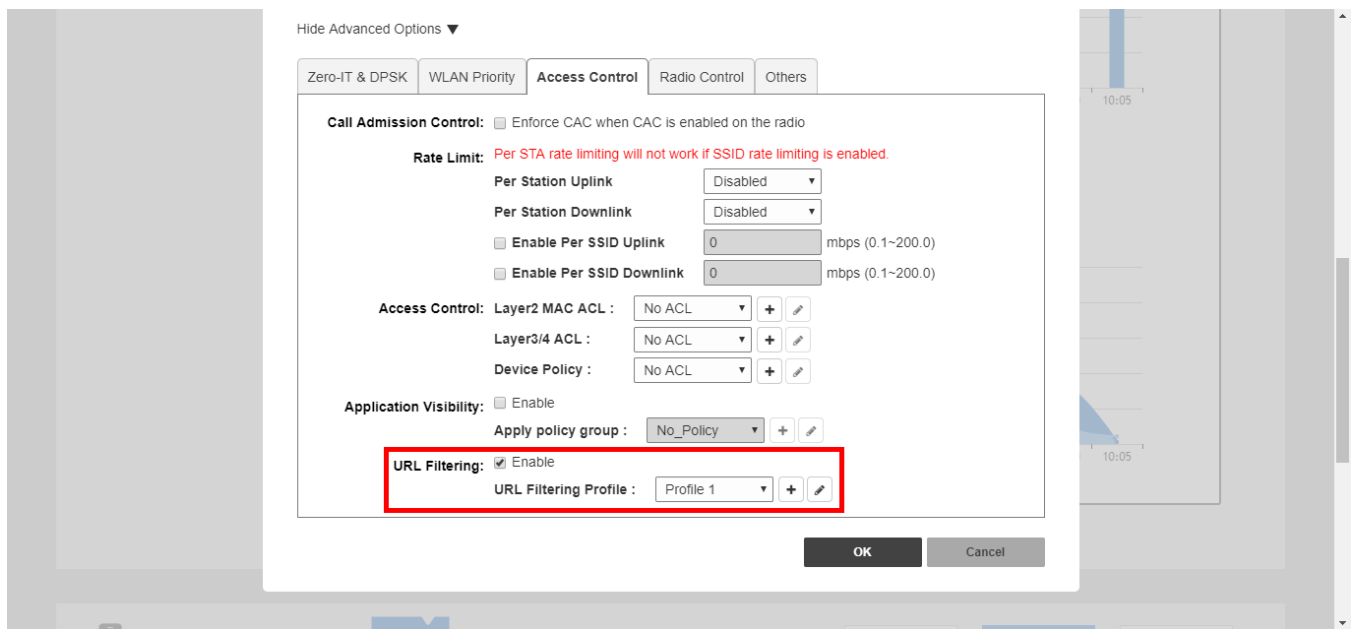 Hide Advanced Options ▼
Zero-IT & DPSK WLAN Priority Access Control Radio Control Others
10:05
Call Admission Control: Enforce CAC when CAC is enabled on the radio
Rate Limit: Per STA rate limiting will not work if SSID rate limiting is enabled.
Per Station Uplink Disabled
Per Station Downlink Disabled
Enable Per SSID Uplink 0 mbps (0.1~200.0)
Enable Per SSID Downlink 0 mbps (0.1~200.0)
Access Control: Layer2 MAC ACL : No ACL
Layer3/4 ACL : No ACL
Device Policy : No ACL
Application Visibility: Enable
Apply policy group : No_Policy
URL Filtering: Enable
10:05
URL Filtering Profile : Profile 1
OK Cancel